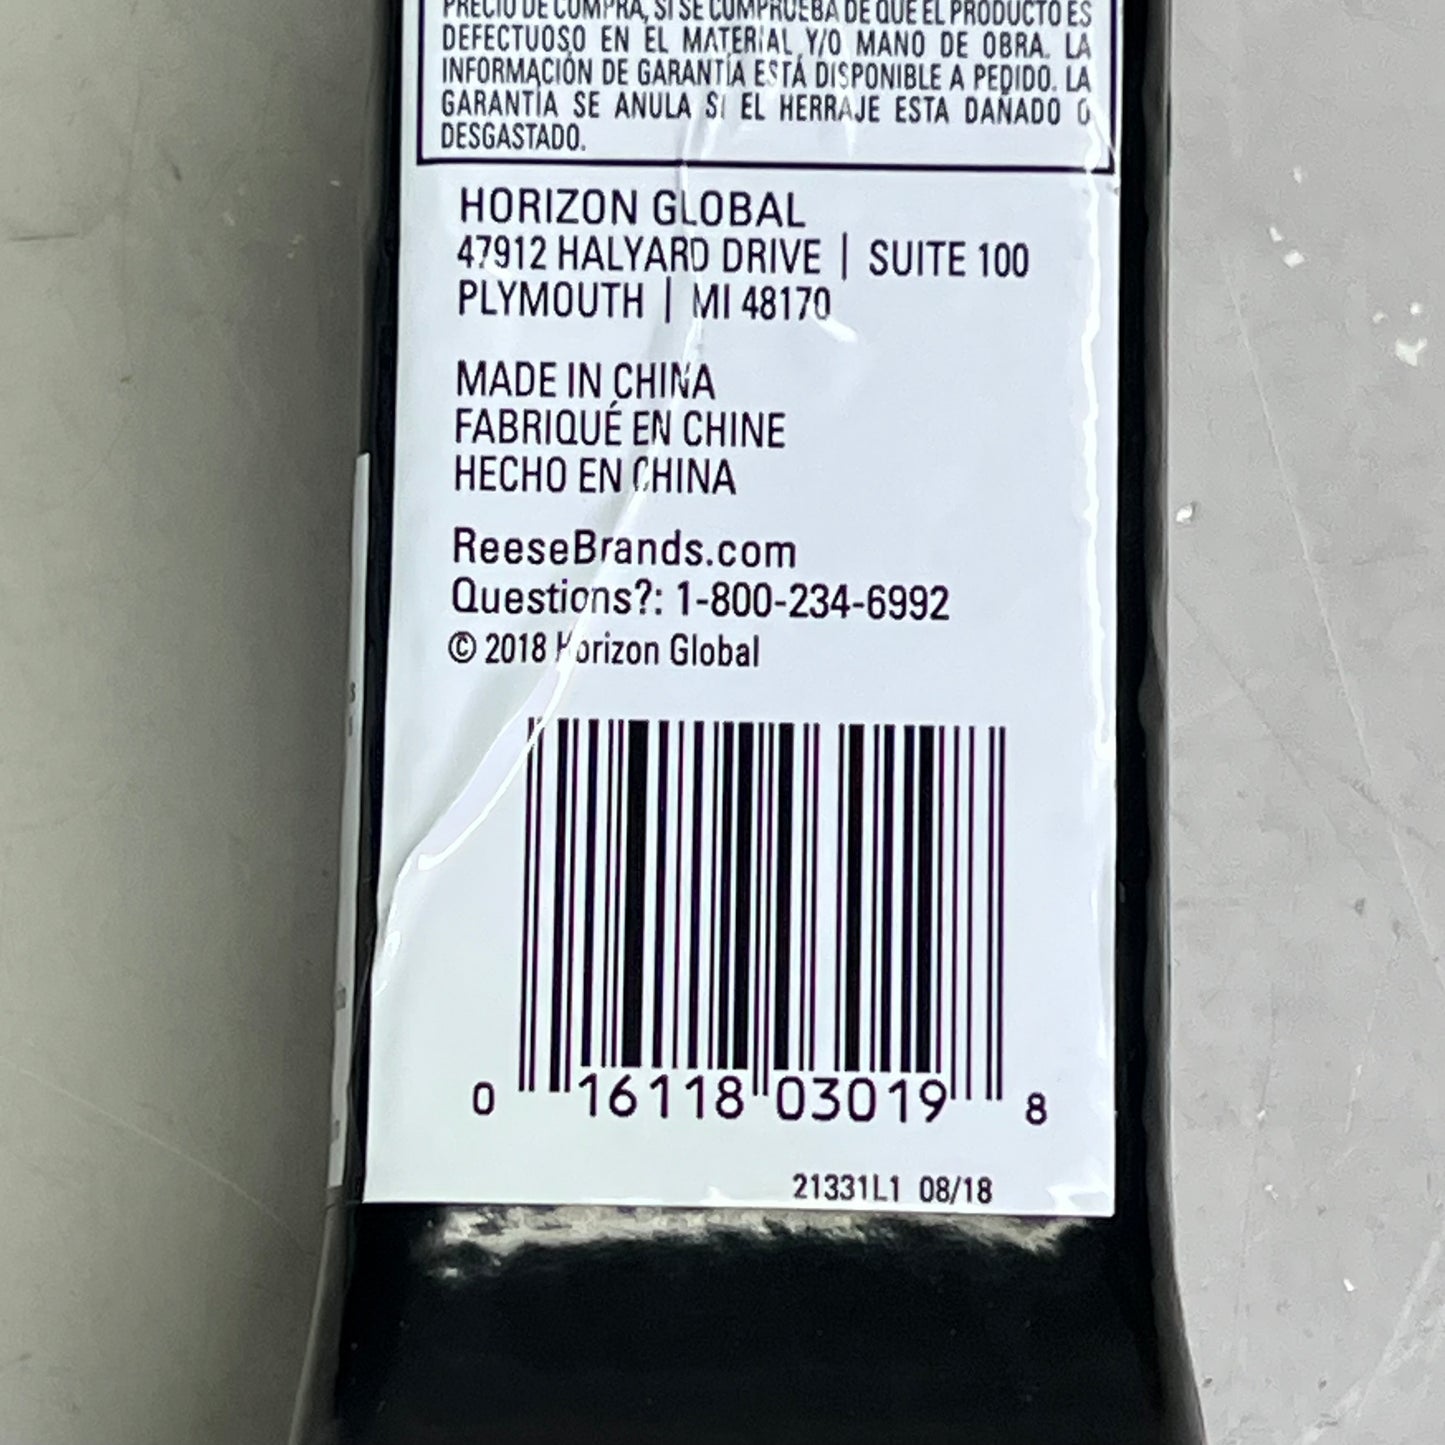 PRECIO DE COMPRA, SI SE COMPRUEBA DE QUE EL PRODUCTO ES
DEFECTUOSO EN EL MATERIAL Y/O MANO DE OBRA. LA
INFORMACIÓN DE GARANTÍA ESTÁ DISPONIBLE A PEDIDO. LA
GARANTÍA SE ANULA SI EL HERRAJE ESTA DAÑADO O
DESGASTADO.
HORIZON GLOBAL
47912 HALYARD DRIVE | SUITE 100
PLYMOUTH | MI 48170
MADE IN CHINA
FABRIQUÉ EN CHINE
HECHO EN CHINA
ReeseBrands.com
Questions?: 1-800-234-6992
© 2018 Horizon Global
0 16118 03019 8
21331L1 08/18